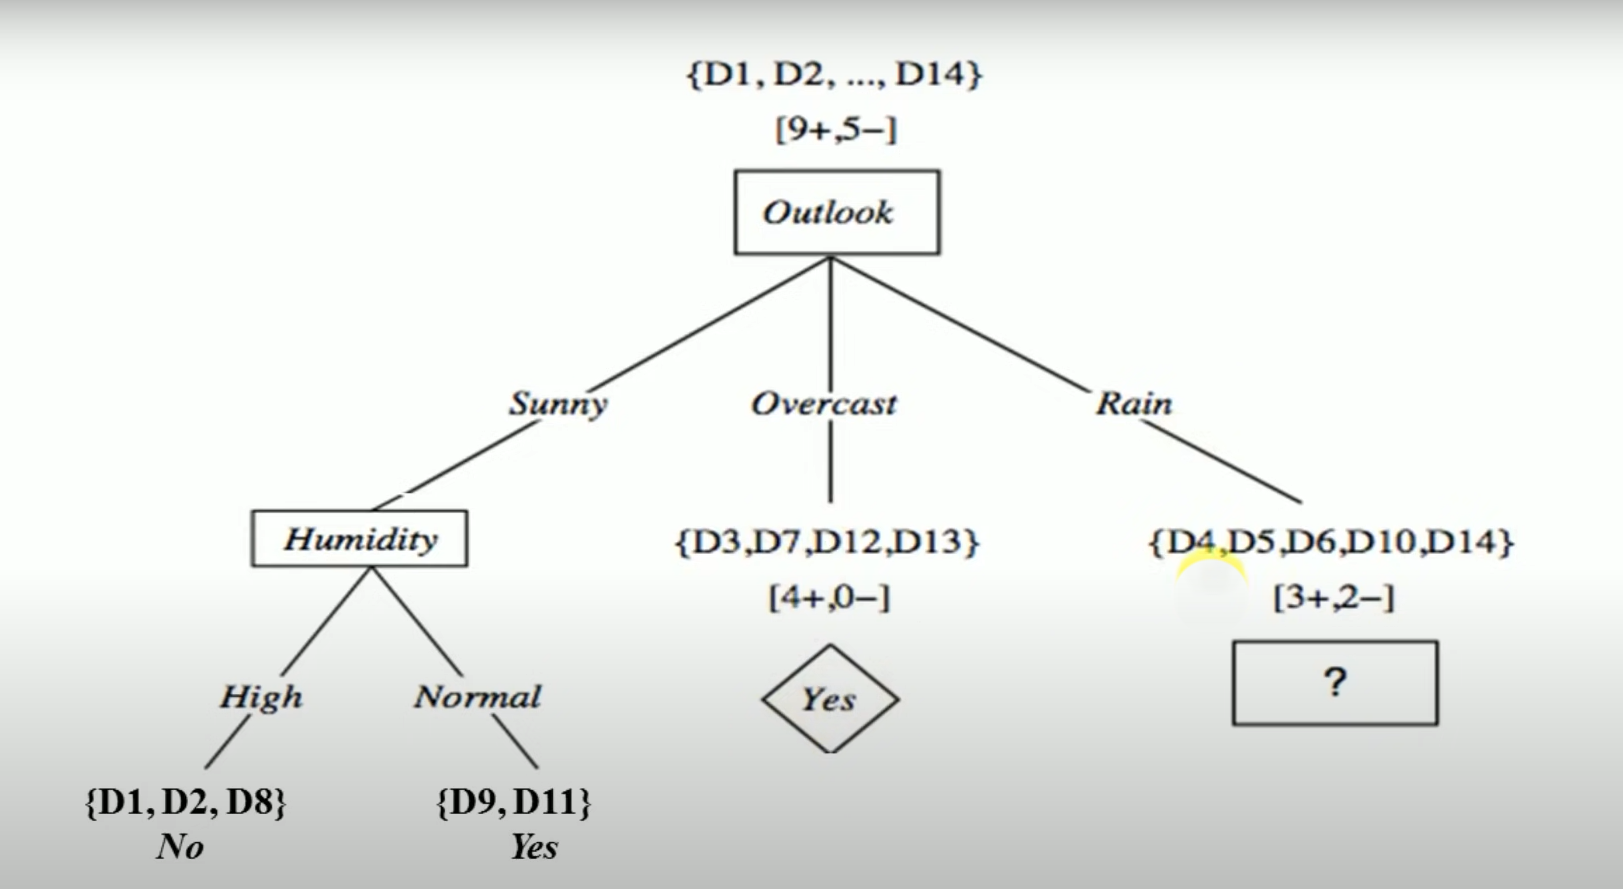 {D1, D2, ..., D14}
[9+,5−]
Outlook
Sunny
Overcast
Rain
Humidity
{D3,D7,D12,D13}
{D4,D5,D6,D10,D14}
[4+,0−]
[3+,2−]
Yes
?
High
Normal
{D1, D2, D8}
No
{D9, D11}
Yes